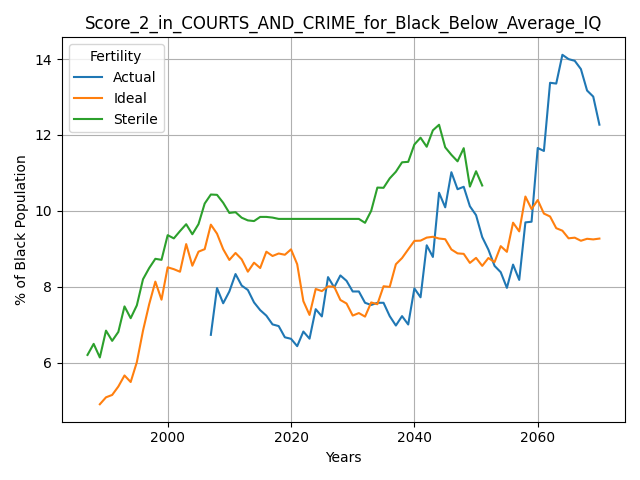 Score_2_in_COURTS_AND_CRIME_for_Black_Below_Average_IQ
Fertility
Actual
Ideal
Sterile
% of Black Population
14
12
10
8
6
2000
2020
2040
2060
Years